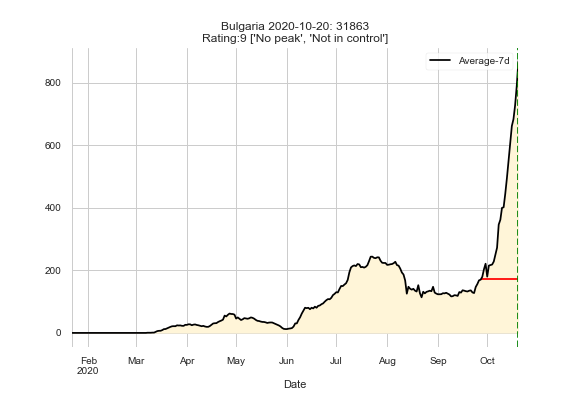 Bulgaria 2020-10-20: 31863
Rating:9 ['No peak', 'Not in control']
Average-7d
800
600
400
200
0
Feb Mar Apr May Jun Jul Aug Sep Oct
2020
Date